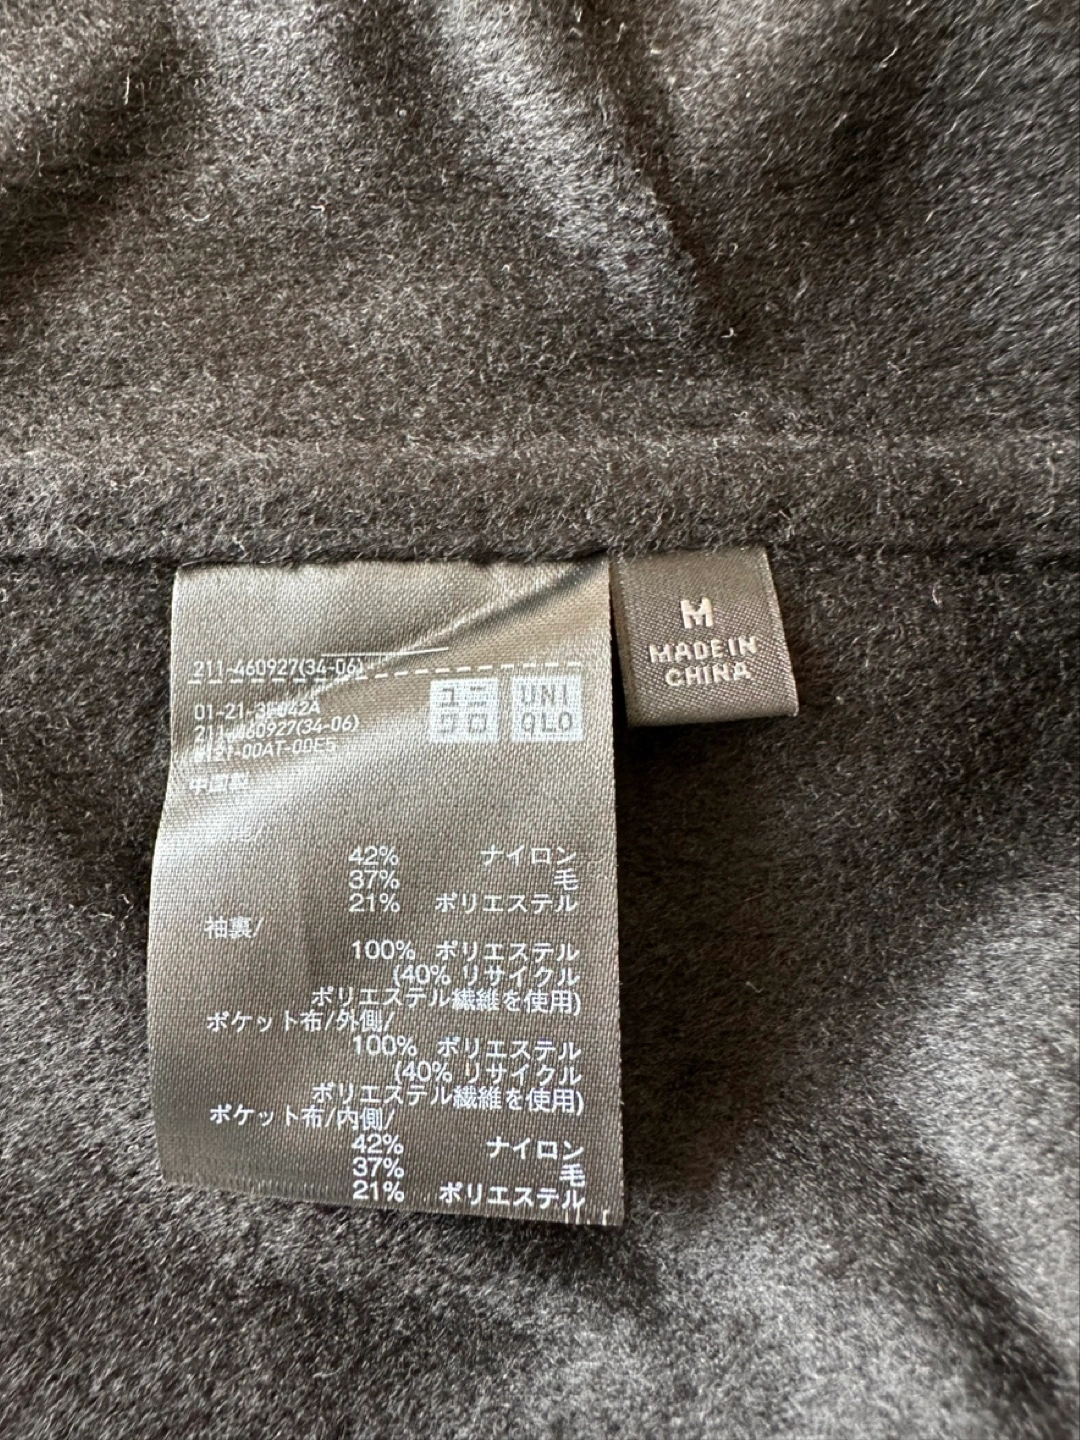 M
MADE IN
CHINA
211-460927(34-06)
ユニ
クロ
UNI
QLO
211-460927(34-06)
中国製
42% ナイロン
37% 毛
21% ポリエステル
袖裏/
100% ポリエステル
(40% リサイクル
ポリエステル繊維を使用)
ポケット布/外側/
100% ポリエステル
(40% リサイクル
ポリエステル繊維を使用)
ポケット布/内側/
42% ナイロン
37% 毛
21% ポリエステル